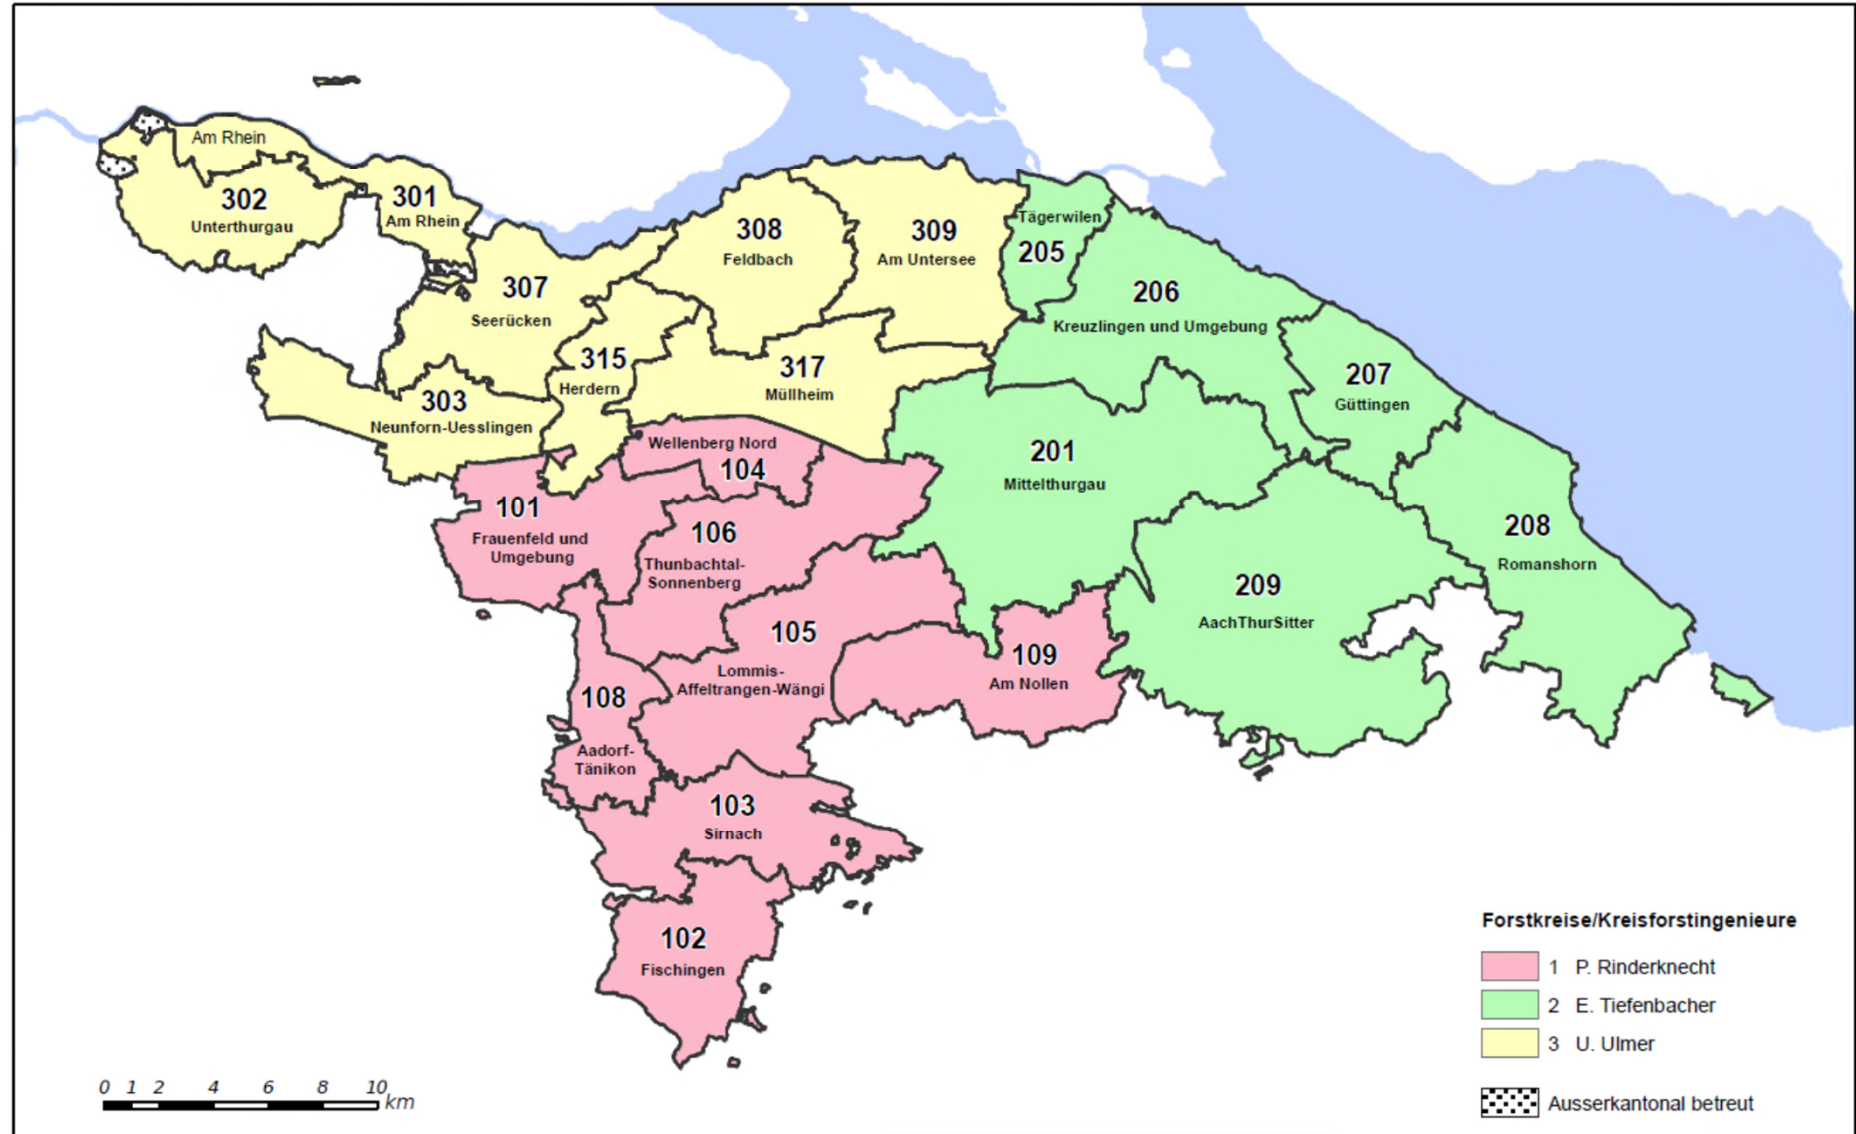 Am Rhein
302
Unterthurgau
301
Am Rhein
307
Seerücken
308
Feldbach
309
Am Untersee
Tägerwilen
205
206
Kreuzlingen und Umgebung
207
Güttingen
315
Herdern
317
Müllheim
303
Neunforn-Uesslingen
Wellenberg Nord
104
201
Mittelthurgau
101
Frauenfeld und
Umgebung
106
Thunbachtal-
Sonnenberg
208
Romanshorn
209
AachThurSitter
105
Lommis-
Affeltrangen-Wängi
109
Am Nollen
108
Aadorf-
Tänikon
103
Sirnach
102
Fischingen
Forstkreise/Kreisforstingenieure
1 P. Rinderknecht
2 E. Tiefenbacher
3 U. Ulmer
Ausserkantonal betreut
0 1 2 4 6 8 10
km